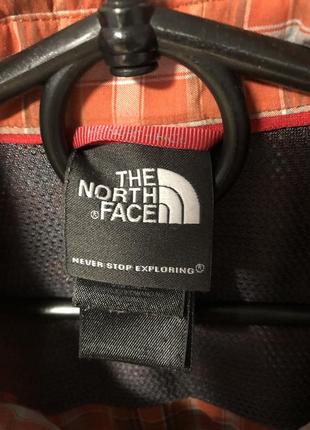 THE
NORTH
®FACE
NEVER STOP EXPLORING®